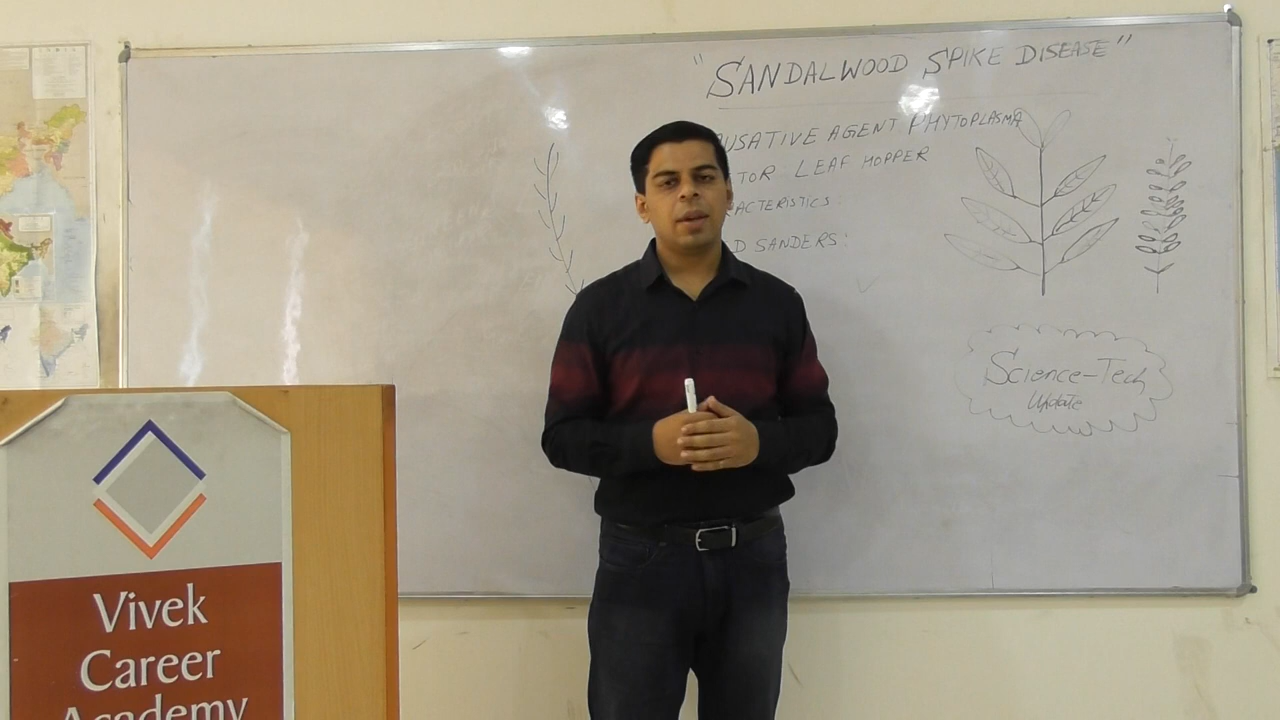 "SANDALWOOD SPIKE DISEASE"
AUSATIVE AGENT PHYTOPLASMA
TOR: LEAF HOPPER
ACTERISTICS:
D SANDERS:
Science-Tech
Update
Vivek
Career
Academy